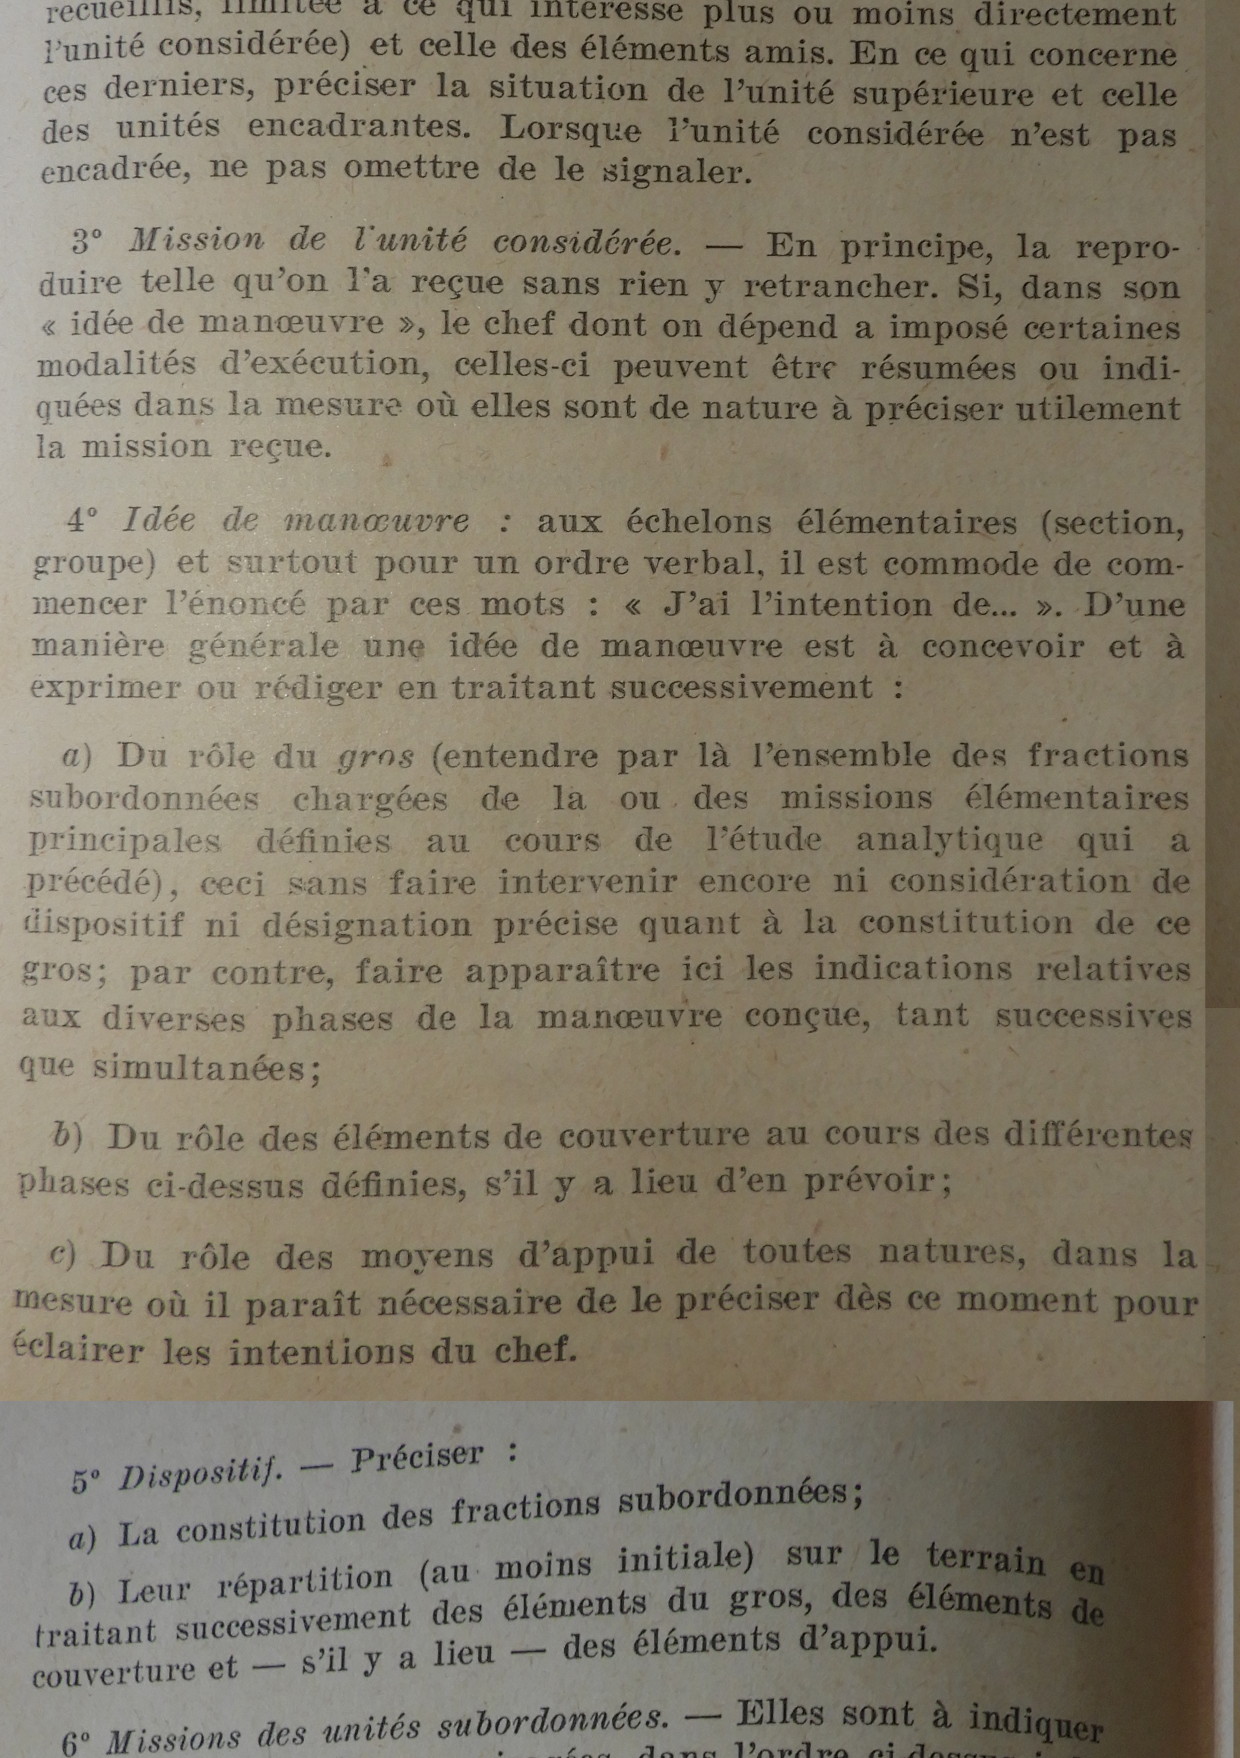 recueillis, limitée à ce qui intéresse plus ou moins directement
l'unité considérée) et celle des éléments amis. En ce qui concerne
ces derniers, préciser la situation de l'unité supérieure et celle
des unités encadrantes. Lorsque l'unité considérée n'est pas
encadrée, ne pas omettre de le signaler.
3° Mission de l'unité considérée. — En principe, la repro-
duire telle qu'on l'a reçue sans rien y retrancher. Si, dans son
« idée de manœuvre », le chef dont on dépend a imposé certaines
modalités d'exécution, celles-ci peuvent être résumées ou indi-
quées dans la mesure où elles sont de nature à préciser utilement
la mission reçue.
4° Idée de manœuvre : aux échelons élémentaires (section,
groupe) et surtout pour un ordre verbal, il est commode de com-
mencer l'énoncé par ces mots : « J'ai l'intention de... ». D'une
manière générale une idée de manœuvre est à concevoir et à
exprimer ou rédiger en traitant successivement :
a) Du rôle du gros (entendre par là l'ensemble des fractions
subordonnées chargées de la ou des missions élémentaires
principales définies au cours de l'étude analytique qui a
précédé), ceci sans faire intervenir encore ni considération de
dispositif ni désignation précise quant à la constitution de ce
gros; par contre, faire apparaître ici les indications relatives
aux diverses phases de la manœuvre conçue, tant successives
que simultanées;
b) Du rôle des éléments de couverture au cours des différentes
phases ci-dessus définies, s'il y a lieu d'en prévoir;
c) Du rôle des moyens d'appui de toutes natures, dans la
mesure où il paraît nécessaire de le préciser dès ce moment pour
éclairer les intentions du chef.
5° Dispositif. — Préciser :
a) La constitution des fractions subordonnées;
b) Leur répartition (au moins initiale) sur le terrain en
traitant successivement des éléments du gros, des éléments de
couverture et — s'il y a lieu — des éléments d'appui.
6° Missions des unités subordonnées. — Elles sont à indiquer
dans l'ordre